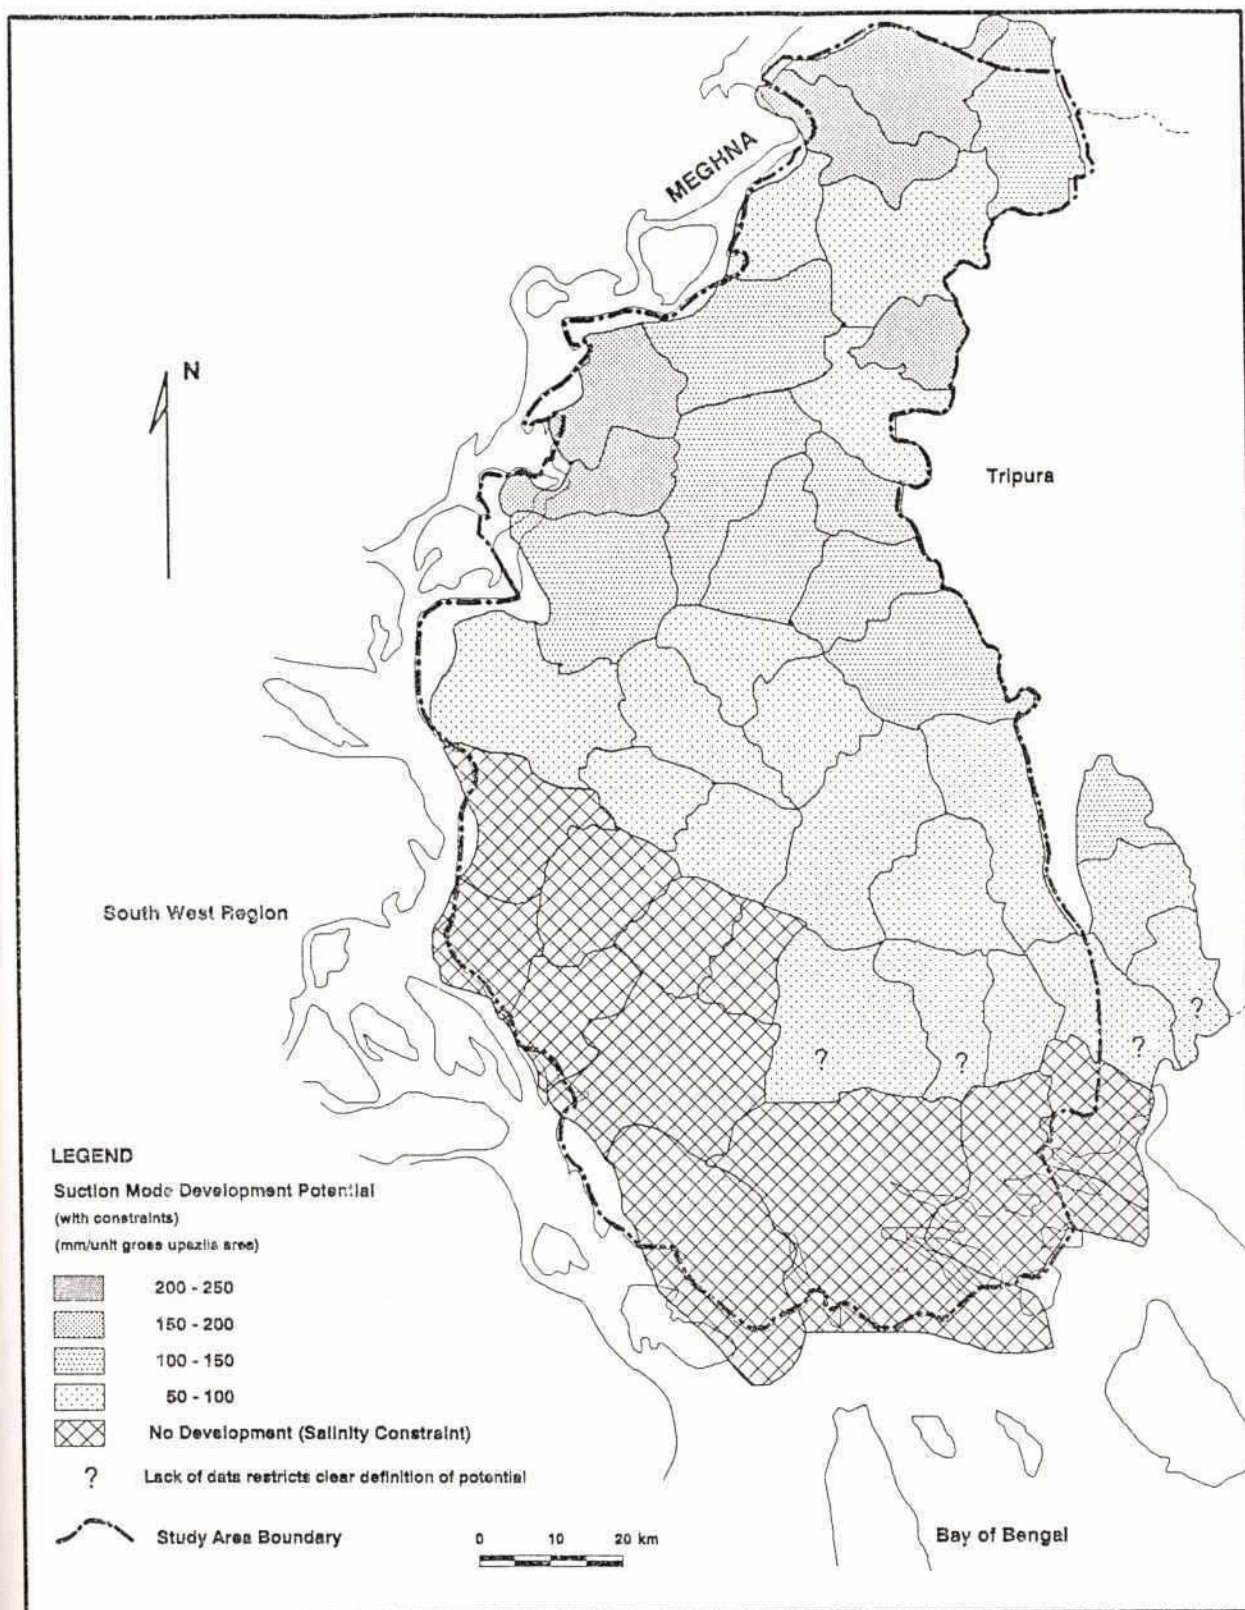 MEGHNA
N
Tripura
South West Region
?
?
?
?
LEGEND
Suction Mode Development Potential
(with constraints)
(mm/unit gross upazila area)
200 - 250
150 - 200
100 - 150
50 - 100
No Development (Salinity Constraint)
? Lack of data restricts clear definition of potential
Study Area Boundary
0 10 20 km
Bay of Bengal